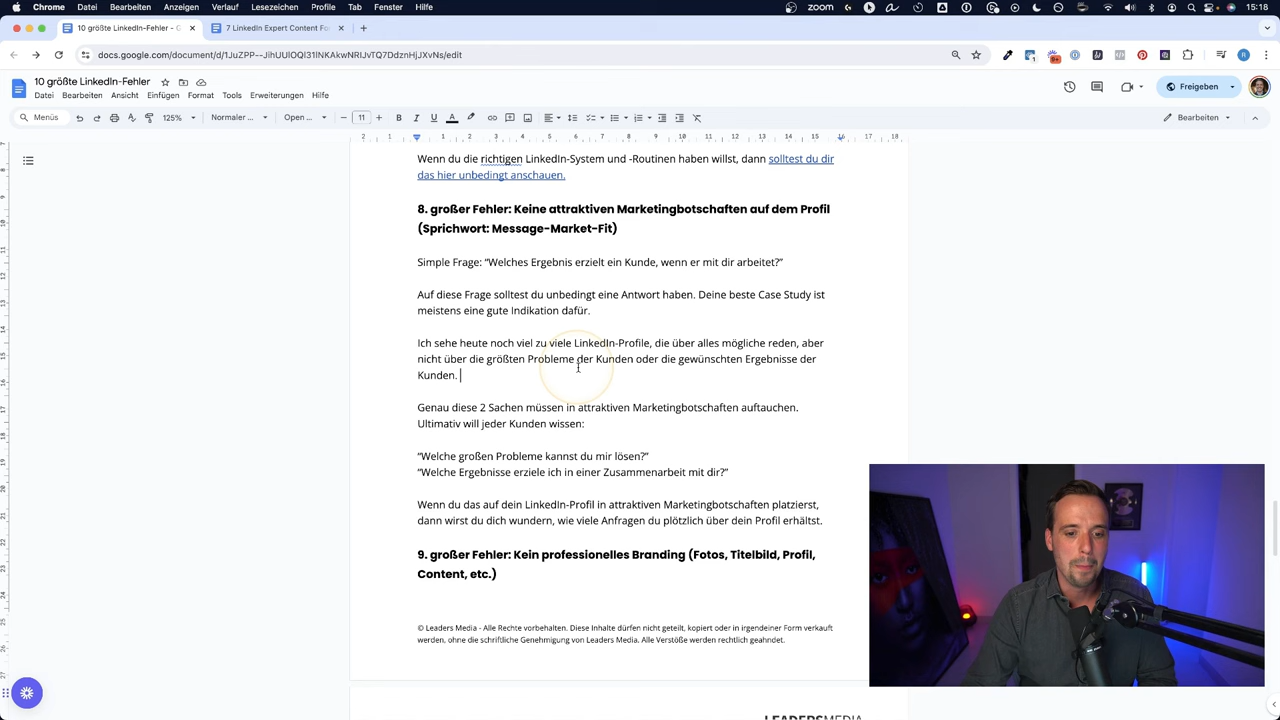 Chrome Datei Bearbeiten Anzeigen Verlauf Lesezeichen Profile Tab Fenster Hilfe zoom 15:18
10 größte LinkedIn-Fehler - G
7 LinkedIn Expert Content Fo
docs.google.com/document/d/1JuZPP--JihUUlOQl31lNKAkwNRIJvTQ7DdznHjJXvNs/edit
10 größte LinkedIn-Fehler
Datei Bearbeiten Ansicht Einfügen Format Tools Erweiterungen Hilfe
Freigeben
Menüs 125% Normaler ... Open ... 11 Bearbeiten
Wenn du die richtigen LinkedIn-System und -Routinen haben willst, dann solltest du dir
das hier unbedingt anschauen.
8. großer Fehler: Keine attraktiven Marketingbotschaften auf dem Profil
(Sprichwort: Message-Market-Fit)
Simple Frage: “Welches Ergebnis erzielt ein Kunde, wenn er mit dir arbeitet?”
Auf diese Frage solltest du unbedingt eine Antwort haben. Deine beste Case Study ist
meistens eine gute Indikation dafür.
Ich sehe heute noch viel zu viele LinkedIn-Profile, die über alles mögliche reden, aber
nicht über die größten Probleme der Kunden oder die gewünschten Ergebnisse der
Kunden.
Genau diese 2 Sachen müssen in attraktiven Marketingbotschaften auftauchen.
Ultimativ will jeder Kunden wissen:
“Welche großen Probleme kannst du mir lösen?”
“Welche Ergebnisse erziele ich in einer Zusammenarbeit mit dir?”
Wenn du das auf dein LinkedIn-Profil in attraktiven Marketingbotschaften platzierst,
dann wirst du dich wundern, wie viele Anfragen du plötzlich über dein Profil erhältst.
9. großer Fehler: Kein professionelles Branding (Fotos, Titelbild, Profil,
Content, etc.)
© Leaders Media - Alle Rechte vorbehalten. Diese Inhalte dürfen nicht geteilt, kopiert oder in irgendeiner Form verkauft
werden, ohne die schriftliche Genehmigung von Leaders Media. Alle Verstöße werden rechtlich geahndet.
LEADERSMEDIA